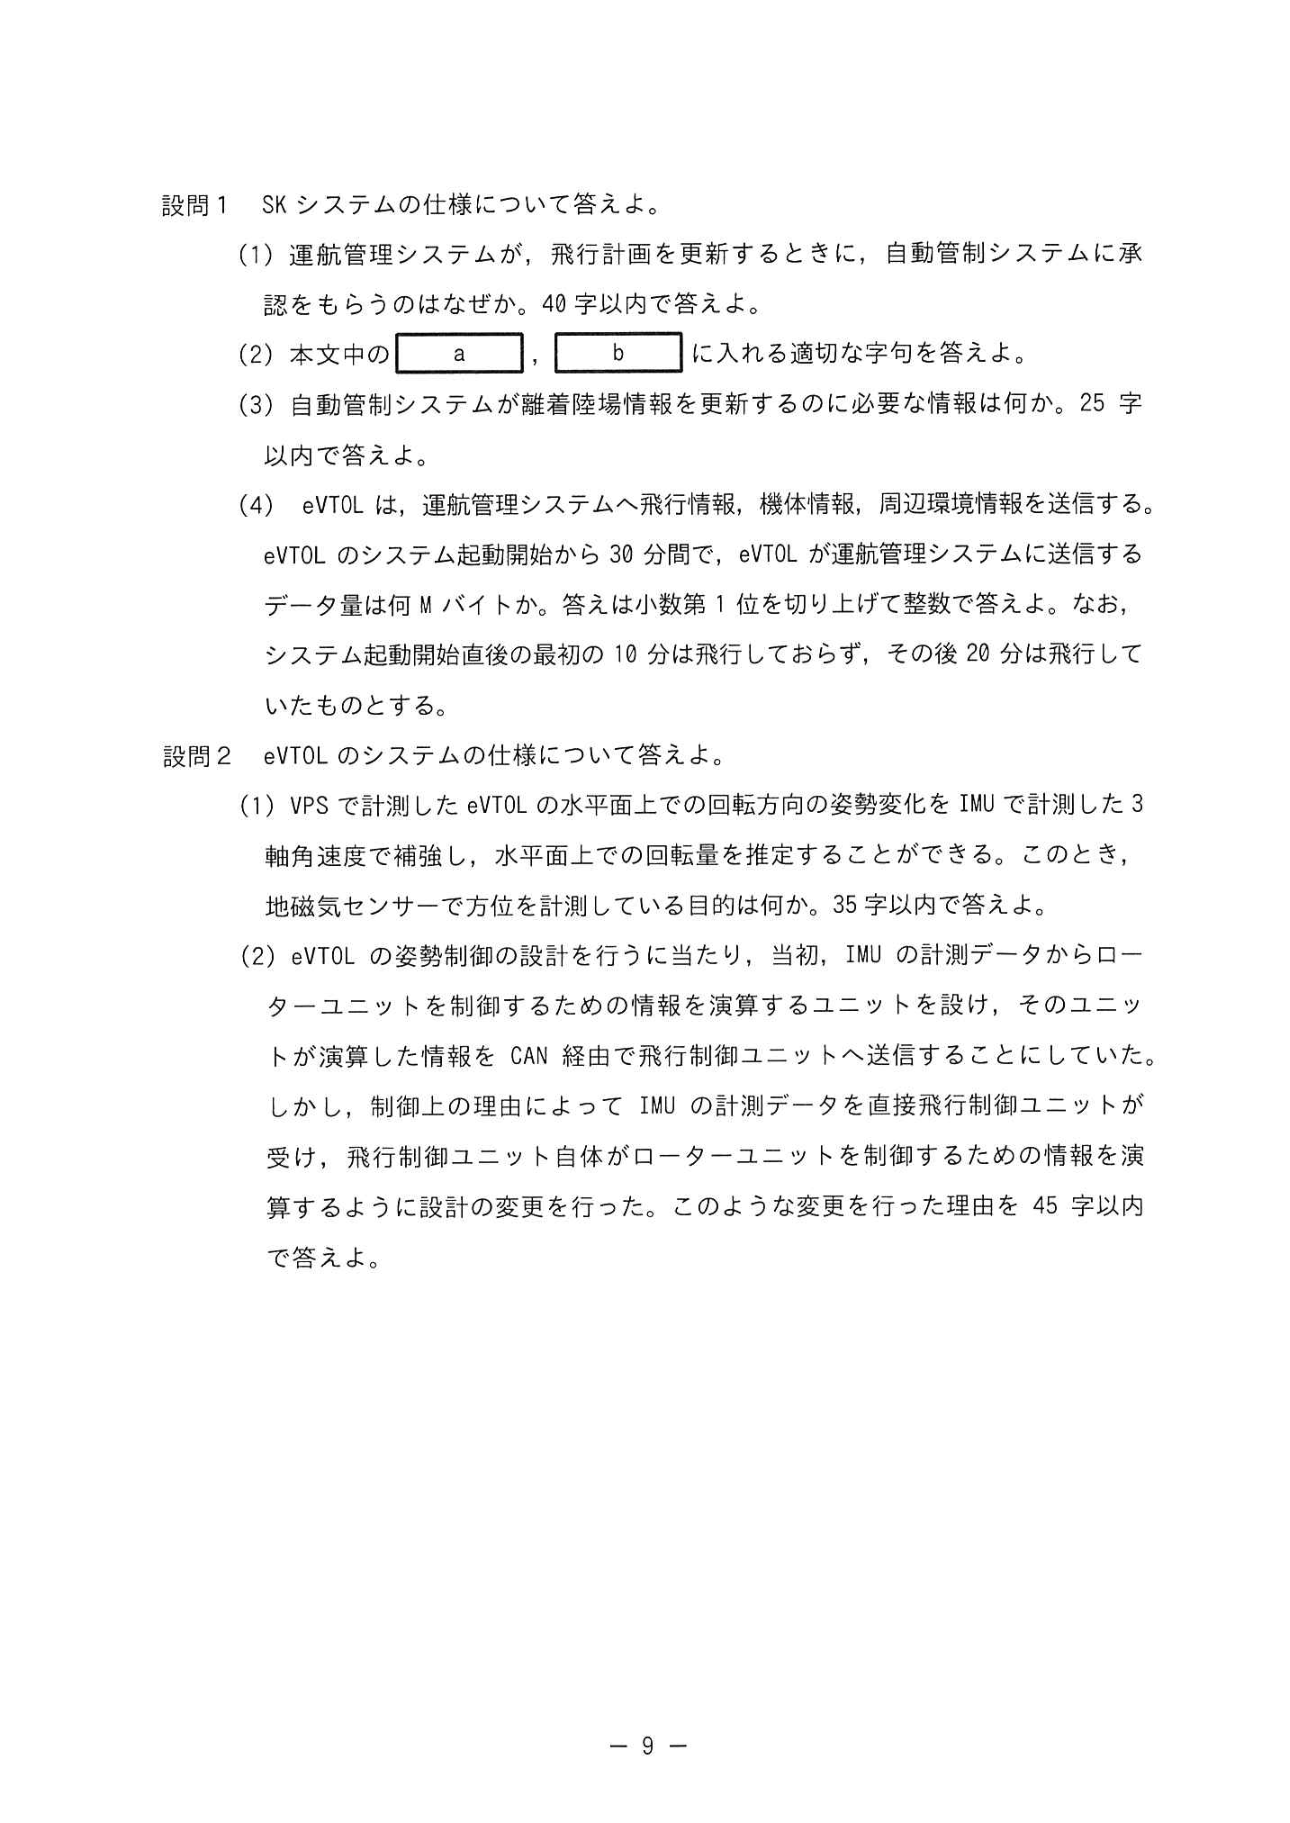 設問1 SK システムの仕様について答えよ。
(1) 運航管理システムが，飛行計画を更新するときに，自動管制システムに承
認をもらうのはなぜか。40 字以内で答えよ。
(2) 本文中の a ， b に入れる適切な字句を答えよ。
(3) 自動管制システムが離着陸場情報を更新するのに必要な情報は何か。25 字
以内で答えよ。
(4) eVTOL は，運航管理システムへ飛行情報，機体情報，周辺環境情報を送信する。
eVTOL のシステム起動開始から 30 分間で，eVTOL が運航管理システムに送信する
データ量は何 M バイトか。答えは小数第 1 位を切り上げて整数で答えよ。なお，
システム起動開始直後の最初の 10 分は飛行しておらず，その後 20 分は飛行して
いたものとする。
設問2 eVTOL のシステムの仕様について答えよ。
(1) VPS で計測した eVTOL の水平面上での回転方向の姿勢変化を IMU で計測した 3
軸角速度で補強し，水平面上での回転量を推定することができる。このとき，
地磁気センサーで方位を計測している目的は何か。35 字以内で答えよ。
(2) eVTOL の姿勢制御の設計を行うに当たり，当初，IMU の計測データからロー
ターユニットを制御するための情報を演算するユニットを設け，そのユニッ
トが演算した情報を CAN 経由で飛行制御ユニットへ送信することにしていた。
しかし，制御上の理由によって IMU の計測データを直接飛行制御ユニットが
受け，飛行制御ユニット自体がローターユニットを制御するための情報を演
算するように設計の変更を行った。このような変更を行った理由を 45 字以内
で答えよ。
－ 9 －